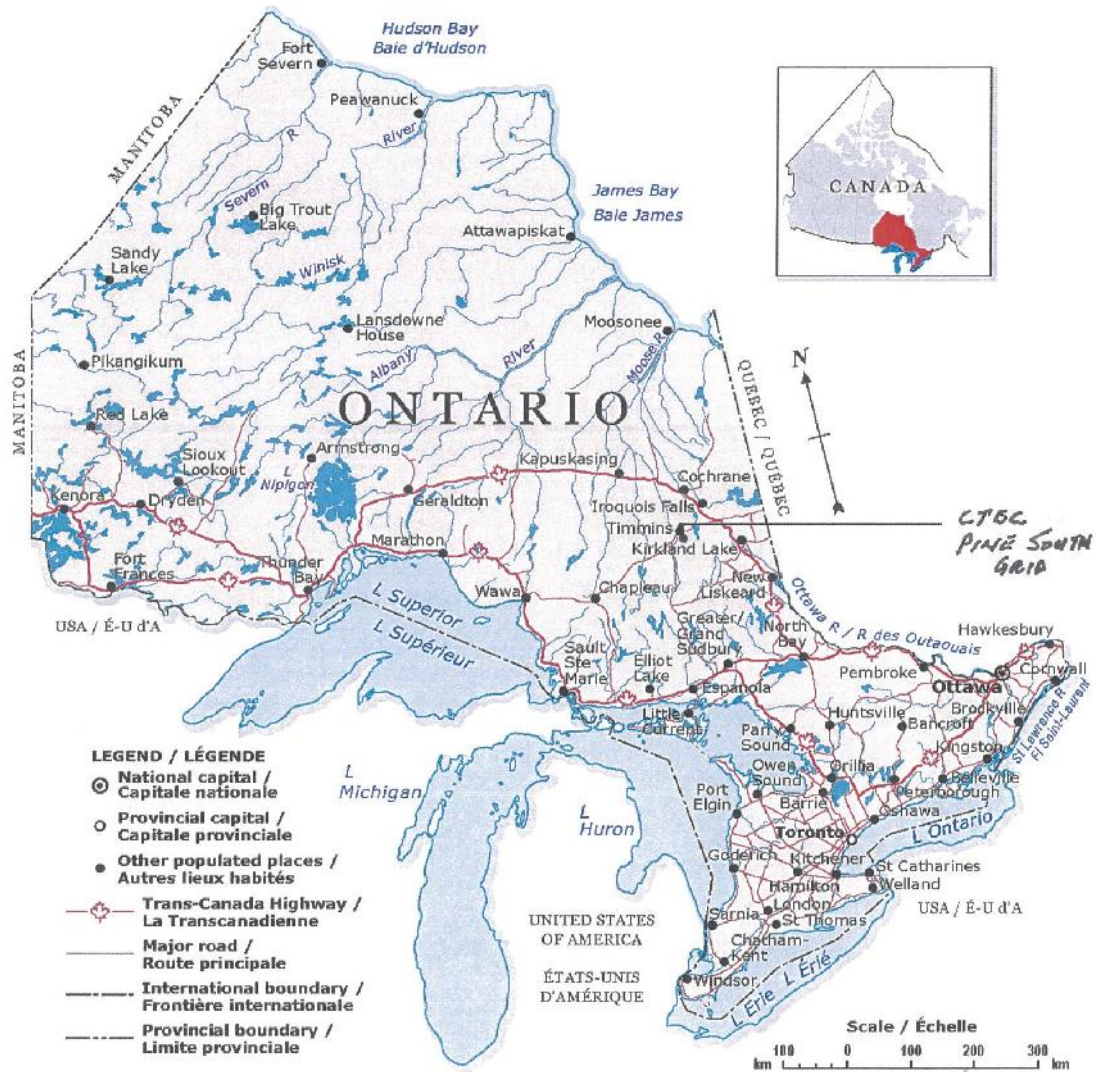 Hudson Bay
Baie d'Hudson
Fort
Severn
Peawanuck
River
MANITOBA
R
Severn
Big Trout
Lake
James Bay
Baie James
CANADA
Attawapiskat
Sandy
Lake
Winisk
Lansdowne
House
Moosonee
Pikangikum
Albany
River
Moose R
N
MANITOBA
ONTARIO
QUEBEC / QUÉBEC
Red Lake
Sioux
Lookout
Armstrong
L
Nipigon
Kapuskasing
Cochrane
Kenora
Dryden
Geraldton
Iroquois Falls
Timmins
Kirkland Lake
CTEC
PINE SOUTH
GRID
Marathon
Fort
Frances
Thunder
Bay
Wawa
Chapleau
New
Liskeard
Ottawa R / R des Outaouais
USA / É-U d'A
L Superior
L Supérieur
Greater/
Grand
Sudbury
North
Bay
Hawkesbury
Sault
Ste
Marie
Elliot
Lake
Espanola
Pembroke
Ottawa
Cornwall
Little
Current
Parry
Sound
Huntsville
Bancroft
Brockville
St Lawrence R
Fl Saint-Laurent
Kingston
Owen
Sound
Orillia
Belleville
Port
Elgin
Barrie
Peterborough
Oshawa
L
Michigan
L
Huron
Toronto
L Ontario
Goderich
Kitchener
St Catharines
Hamilton
Welland
London
USA / É-U d'A
UNITED STATES
OF AMERICA
Sarnia
St Thomas
Chatham-
Kent
ÉTATS-UNIS
D'AMÉRIQUE
Windsor
L Erie
L Érié
LEGEND / LÉGENDE
National capital /
Capitale nationale
Provincial capital /
Capitale provinciale
Other populated places /
Autres lieux habités
Trans-Canada Highway /
La Transcanadienne
Major road /
Route principale
International boundary /
Frontière internationale
Provincial boundary /
Limite provinciale
Scale / Échelle
100 0 100 200 300
km km